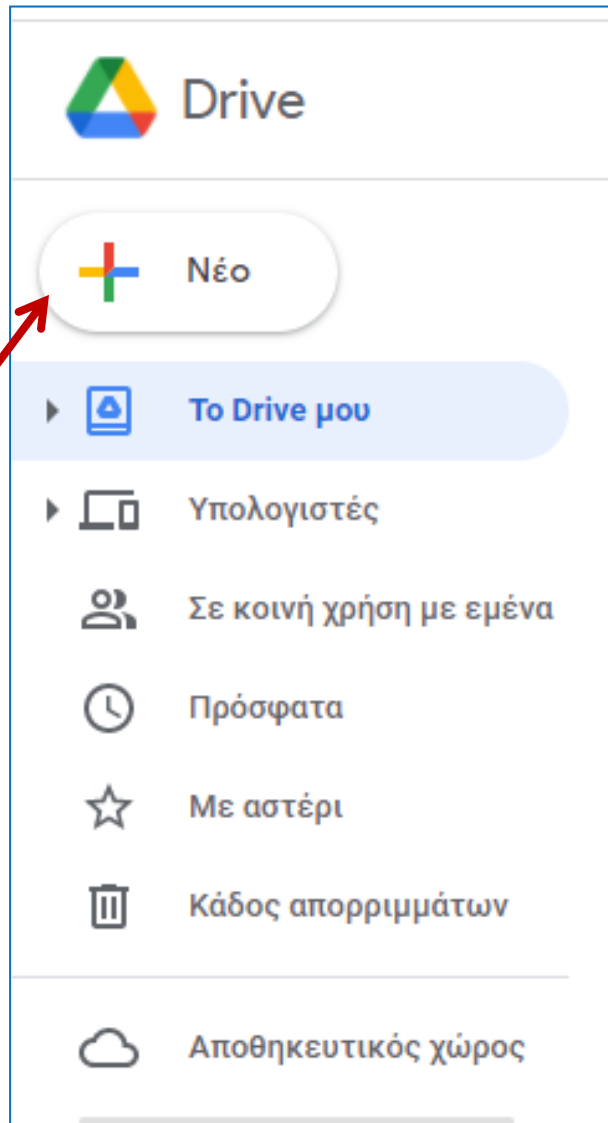 Drive
Νέο
Το Drive μου
Υπολογιστές
Σε κοινή χρήση με εμένα
Πρόσφατα
Με αστέρι
Κάδος απορριμμάτων
Αποθηκευτικός χώρος